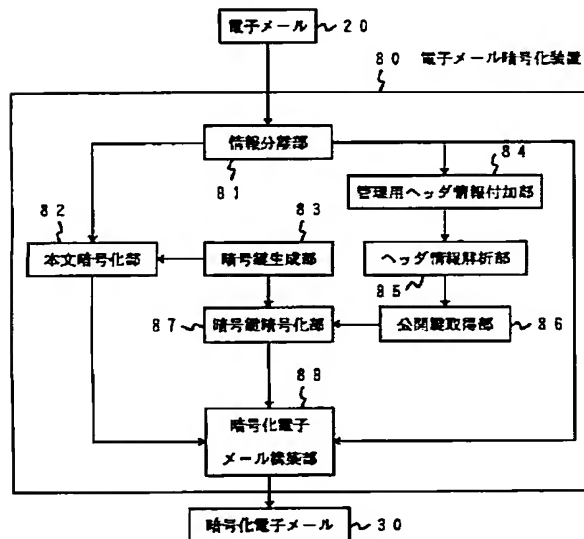 電子メール 20
80 電子メール暗号化装置
情報分離部
81
84
管理用ヘッダ情報付加部
82
83
本文暗号化部
暗号鍵生成部
ヘッダ情報解析部
85
87
暗号鍵暗号化部
公開鍵取得部
86
88
暗号化電子
メール構築部
暗号化電子メール 30